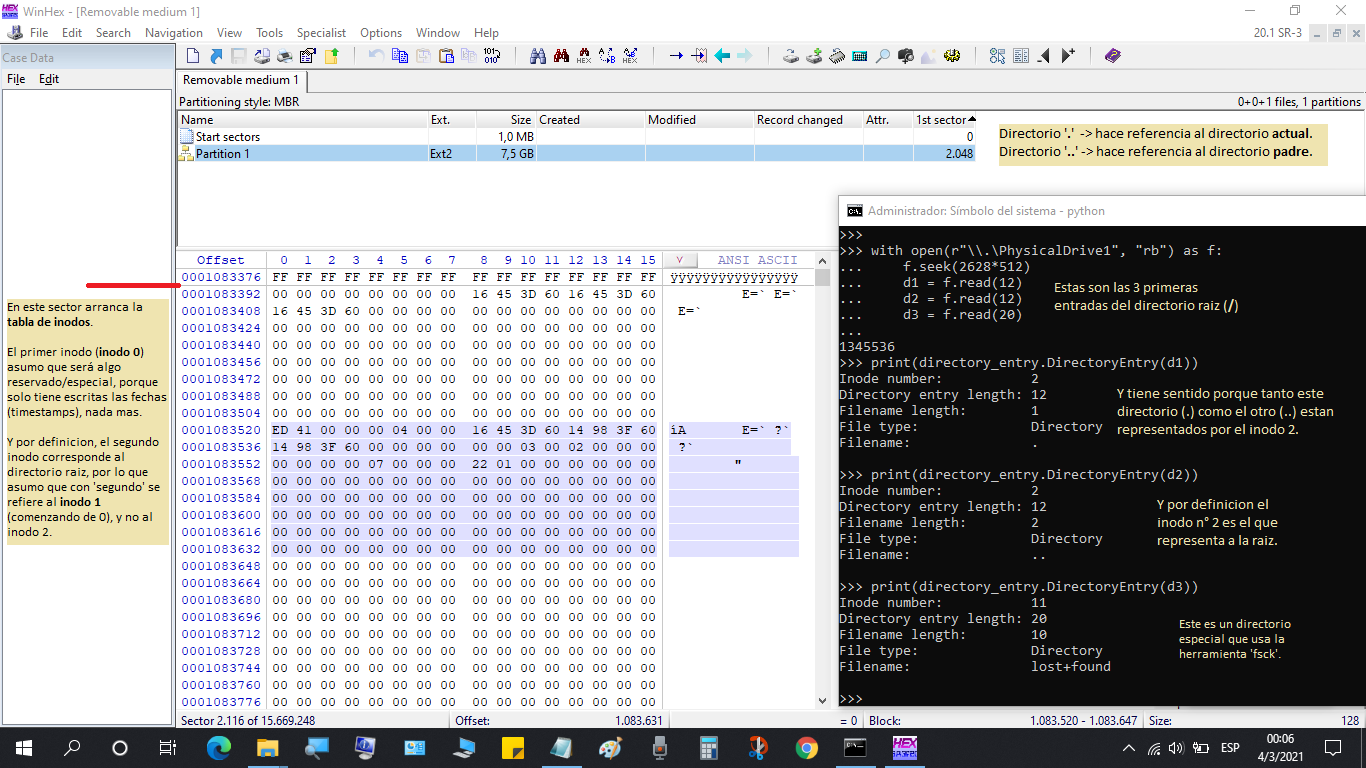 WinHex - [Removable medium 1]
File Edit Search Navigation View Tools Specialist Options Window Help
20.1 SR-3
Case Data
File Edit
Removable medium 1
Partitioning style: MBR
0+0+1 files, 1 partitions
Name Ext. Size Created Modified Record changed Attr. 1st sector
Start sectors 1,0 MB 0
Partition 1 Ext2 7,5 GB 2.048
Directorio '.' -> hace referencia al directorio actual.
Directorio '..' -> hace referencia al directorio padre.
En este sector arranca la
tabla de inodos.
El primer inodo (inodo 0)
asumo que será algo
reservado/especial, porque
solo tiene escritas las fechas
(timestamps), nada mas.
Y por definicion, el segundo
inodo corresponde al
directorio raiz, por lo que
asumo que con 'segundo' se
refiere al inodo 1
(comenzando de 0), y no al
inodo 2.
Offset 0 1 2 3 4 5 6 7 8 9 10 11 12 13 14 15 ANSI ASCII
0001083376 FF FF FF FF FF FF FF FF FF FF FF FF FF FF FF FF ÿÿÿÿÿÿÿÿÿÿÿÿÿÿÿÿ
0001083392 00 00 00 00 00 00 00 00 16 45 3D 60 16 45 3D 60 E=` E=`
0001083408 16 45 3D 60 00 00 00 00 00 00 00 00 00 00 00 00 E=`
0001083424 00 00 00 00 00 00 00 00 00 00 00 00 00 00 00 00
0001083440 00 00 00 00 00 00 00 00 00 00 00 00 00 00 00 00
0001083456 00 00 00 00 00 00 00 00 00 00 00 00 00 00 00 00
0001083472 00 00 00 00 00 00 00 00 00 00 00 00 00 00 00 00
0001083488 00 00 00 00 00 00 00 00 00 00 00 00 00 00 00 00
0001083504 00 00 00 00 00 00 00 00 00 00 00 00 00 00 00 00
0001083520 ED 41 00 00 00 04 00 00 16 45 3D 60 14 98 3F 60 íA E=` ?`
0001083536 14 98 3F 60 00 00 00 00 00 00 03 00 02 00 00 00 ?`
0001083552 00 00 00 00 07 00 00 00 22 01 00 00 00 00 00 00 "
0001083568 00 00 00 00 00 00 00 00 00 00 00 00 00 00 00 00
0001083584 00 00 00 00 00 00 00 00 00 00 00 00 00 00 00 00
0001083600 00 00 00 00 00 00 00 00 00 00 00 00 00 00 00 00
0001083616 00 00 00 00 00 00 00 00 00 00 00 00 00 00 00 00
0001083632 00 00 00 00 00 00 00 00 00 00 00 00 00 00 00 00
0001083648 00 00 00 00 00 00 00 00 00 00 00 00 00 00 00 00
0001083664 00 00 00 00 00 00 00 00 00 00 00 00 00 00 00 00
0001083680 00 00 00 00 00 00 00 00 00 00 00 00 00 00 00 00
0001083696 00 00 00 00 00 00 00 00 00 00 00 00 00 00 00 00
0001083712 00 00 00 00 00 00 00 00 00 00 00 00 00 00 00 00
0001083728 00 00 00 00 00 00 00 00 00 00 00 00 00 00 00 00
0001083744 00 00 00 00 00 00 00 00 00 00 00 00 00 00 00 00
0001083760 00 00 00 00 00 00 00 00 00 00 00 00 00 00 00 00
0001083776 00 00 00 00 00 00 00 00 00 00 00 00 00 00 00 00
Administrador: Símbolo del sistema - python
>>>
>>> with open(r"\\.\PhysicalDrive1", "rb") as f:
... f.seek(2628*512)
... d1 = f.read(12)
... d2 = f.read(12)
... d3 = f.read(20)
...
Estas son las 3 primeras
entradas del directorio raiz (/)
1345536
>>> print(directory_entry.DirectoryEntry(d1))
Inode number: 2
Directory entry length: 12
Filename length: 1
File type: Directory
Filename: .
Y tiene sentido porque tanto este
directorio (.) como el otro (..) estan
representados por el inodo 2.
>>> print(directory_entry.DirectoryEntry(d2))
Inode number: 2
Directory entry length: 12
Filename length: 2
File type: Directory
Filename: ..
Y por definicion el
inodo n° 2 es el que
representa a la raiz.
>>> print(directory_entry.DirectoryEntry(d3))
Inode number: 11
Directory entry length: 20
Filename length: 10
File type: Directory
Filename: lost+found
Este es un directorio
especial que usa la
herramienta 'fsck'.
>>>
Sector 2.116 of 15.669.248 Offset: 1.083.631 = 0 Block: 1.083.520 - 1.083.647 Size: 128
ESP
00:06
4/3/2021